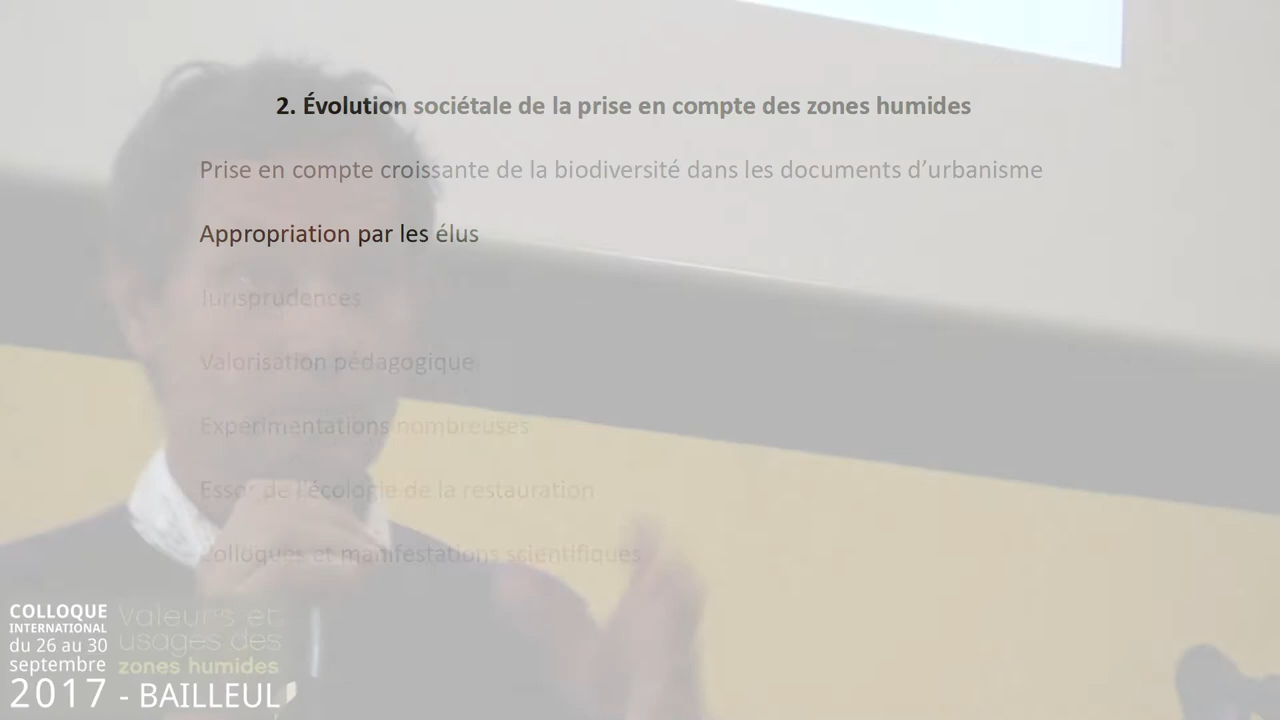 2. Évolution sociétale de la prise en compte des zones humides
Prise en compte croissante de la biodiversité dans les documents d’urbanisme
Appropriation par les élus
Jurisprudences
Valorisation pédagogique
Expérimentations nombreuses
Essor de l’écologie de la restauration
Colloques et manifestations scientifiques
COLLOQUE
INTERNATIONAL
du 26 au 30
septembre
2017 - BAILLEUL
Valeurs et
usages des
zones humides